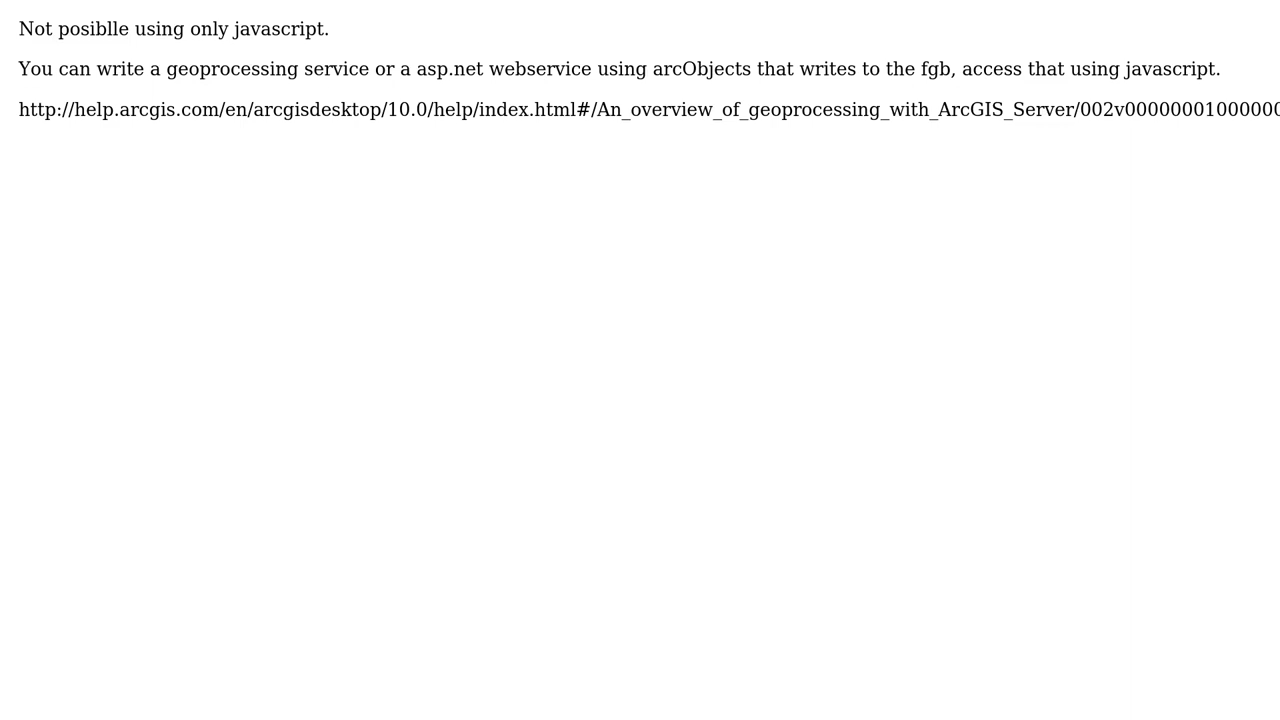 Not posiblle using only javascript.
You can write a geoprocessing service or a asp.net webservice using arcObjects that writes to the fgb, access that using javascript.
http://help.arcgis.com/en/arcgisdesktop/10.0/help/index.html#/An_overview_of_geoprocessing_with_ArcGIS_Server/002v00000001000000